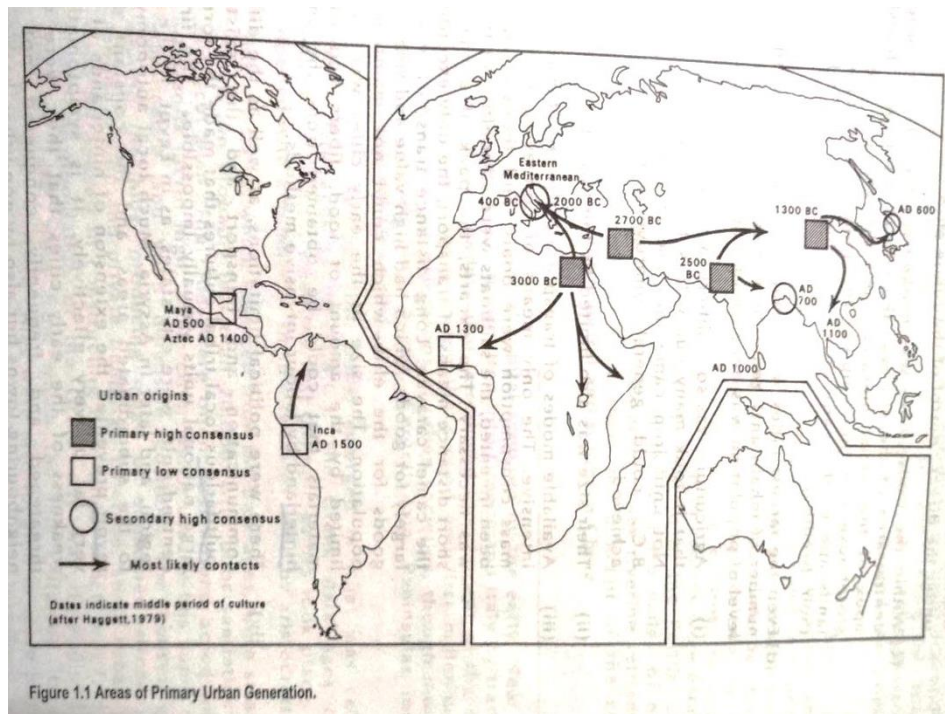 Eastern
Mediterranean
400 BC
2000 BC
2700 BC
1300 BC
AD 600
3000 BC
2500
BC
AD
700
AD
1100
AD 1300
AD 1000
Maya
AD 500
Aztec AD 1400
Inca
AD 1500
Urban origins
Primary high consensus
Primary low consensus
Secondary high consensus
Most likely contacts
Dates indicate middle period of culture
(after Haggett,1979)
Figure 1.1 Areas of Primary Urban Generation.